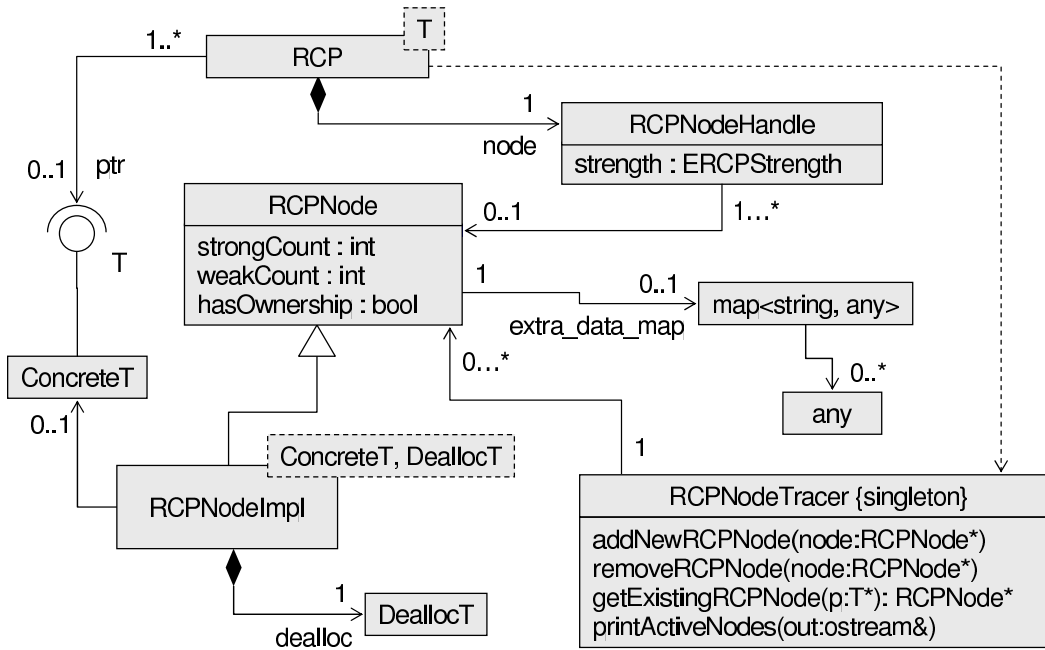 T
1..*
RCP
1
RCPNodeHandle
node
strength : ERCPStrength
0..1
ptr
RCPNode
0..1
1...*
strongCount : int
T
weakCount : int
1
0..1
hasOwnership : bool
map<string, any>
extra_data_map
0...*
ConcreteT
0..*
0..1
any
1
ConcreteT, DeallocT
RCPNodeImpl
RCPNodeTracer {singleton}
addNewRCPNode(node:RCPNode*)
removeRCPNode(node:RCPNode*)
getExistingRCPNode(p:T*): RCPNode*
printActiveNodes(out:ostream&)
1
DeallocT
dealloc